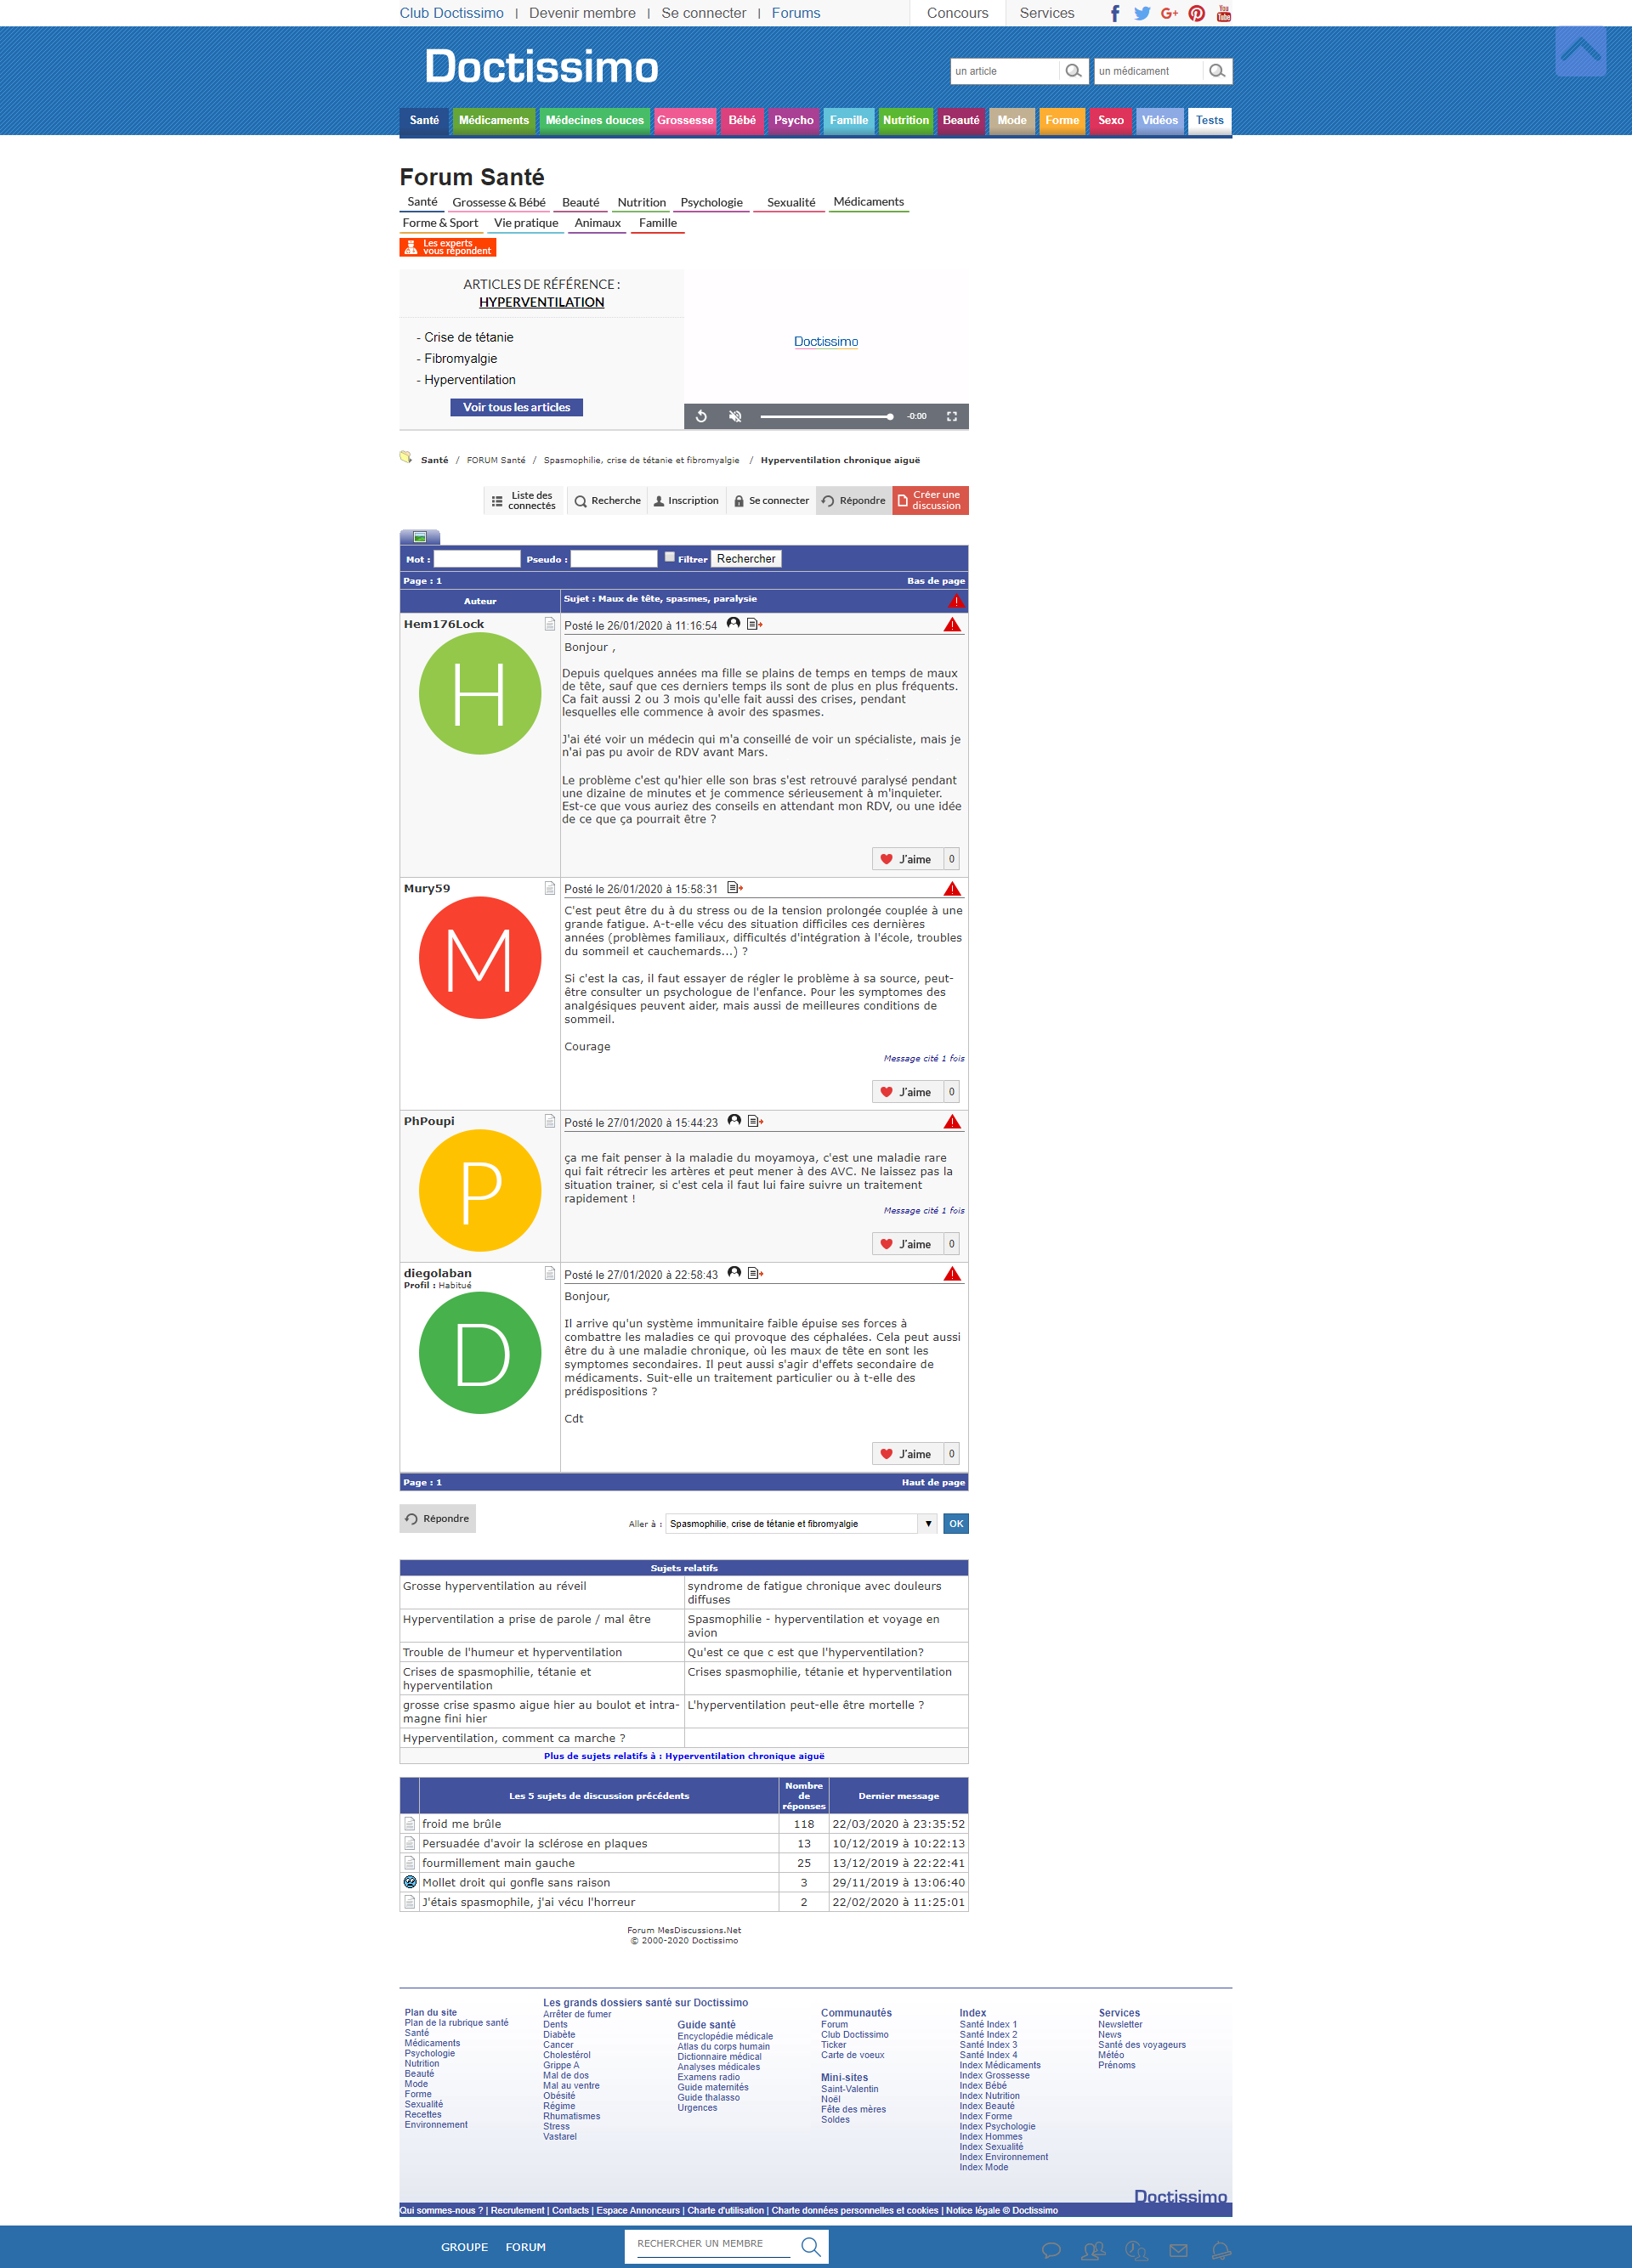 Club Doctissimo | Devenir membre | Se connecter | Forums Concours Services
Doctissimo
un article
un médicament
Santé Médicaments Médecines douces Grossesse Bébé Psycho Famille Nutrition Beauté Mode Forme Sexo Vidéos Tests
Forum Santé
Santé Grossesse & Bébé Beauté Nutrition Psychologie Sexualité Médicaments
Forme & Sport Vie pratique Animaux Famille
Les experts
vous répondent
ARTICLES DE RÉFÉRENCE :
HYPERVENTILATION
- Crise de tétanie
- Fibromyalgie
- Hyperventilation
Voir tous les articles
Doctissimo
-0:00
Santé / FORUM Santé / Spasmophilie, crise de tétanie et fibromyalgie / Hyperventilation chronique aiguë
Liste des
connectés
Recherche
Inscription
Se connecter
Répondre
Créer une
discussion
Mot : Pseudo : Filtrer Rechercher
Page : 1 Bas de page
Auteur Sujet : Maux de tête, spasmes, paralysie
Hem176Lock
H
Posté le 26/01/2020 à 11:16:54
Bonjour ,
Depuis quelques années ma fille se plains de temps en temps de maux
de tête, sauf que ces derniers temps ils sont de plus en plus fréquents.
Ca fait aussi 2 ou 3 mois qu'elle fait aussi des crises, pendant
lesquelles elle commence à avoir des spasmes.
J'ai été voir un médecin qui m'a conseillé de voir un spécialiste, mais je
n'ai pas pu avoir de RDV avant Mars.
Le problème c'est qu'hier elle son bras s'est retrouvé paralysé pendant
une dizaine de minutes et je commence sérieusement à m'inquieter.
Est-ce que vous auriez des conseils en attendant mon RDV, ou une idée
de ce que ça pourrait être ?
J'aime 0
Mury59
M
Posté le 26/01/2020 à 15:58:31
C'est peut être du à du stress ou de la tension prolongée couplée à une
grande fatigue. A-t-elle vécu des situation difficiles ces dernières
années (problèmes familiaux, difficultés d'intégration à l'école, troubles
du sommeil et cauchemards...) ?
Si c'est la cas, il faut essayer de régler le problème à sa source, peut-
être consulter un psychologue de l'enfance. Pour les symptomes des
analgésiques peuvent aider, mais aussi de meilleures conditions de
sommeil.
Courage
Message cité 1 fois
J'aime 0
PhPoupi
P
Posté le 27/01/2020 à 15:44:23
ça me fait penser à la maladie du moyamoya, c'est une maladie rare
qui fait rétrecir les artères et peut mener à des AVC. Ne laissez pas la
situation trainer, si c'est cela il faut lui faire suivre un traitement
rapidement !
Message cité 1 fois
J'aime 0
diegolaban
Profil : Habitué
D
Posté le 27/01/2020 à 22:58:43
Bonjour,
Il arrive qu'un système immunitaire faible épuise ses forces à
combattre les maladies ce qui provoque des céphalées. Cela peut aussi
être du à une maladie chronique, où les maux de tête en sont les
symptomes secondaires. Il peut aussi s'agir d'effets secondaire de
médicaments. Suit-elle un traitement particulier ou à t-elle des
prédispositions ?
Cdt
J'aime 0
Page : 1 Haut de page
Répondre
Aller à : Spasmophilie, crise de tétanie et fibromyalgie OK
Sujets relatifs
Grosse hyperventilation au réveil
syndrome de fatigue chronique avec douleurs
diffuses
Hyperventilation a prise de parole / mal être
Spasmophilie - hyperventilation et voyage en
avion
Trouble de l'humeur et hyperventilation
Qu'est ce que c est que l'hyperventilation?
Crises de spasmophilie, tétanie et
hyperventilation
Crises spasmophilie, tétanie et hyperventilation
grosse crise spasmo aigue hier au boulot et intra-
magne fini hier
L'hyperventilation peut-elle être mortelle ?
Hyperventilation, comment ca marche ?
Plus de sujets relatifs à : Hyperventilation chronique aiguë
Les 5 sujets de discussion précédents
Nombre
de
réponses
Dernier message
froid me brûle 118 22/03/2020 à 23:35:52
Persuadée d'avoir la sclérose en plaques 13 10/12/2019 à 10:22:13
fourmillement main gauche 25 13/12/2019 à 22:22:41
Mollet droit qui gonfle sans raison 3 29/11/2019 à 13:06:40
J'étais spasmophile, j'ai vécu l'horreur 2 22/02/2020 à 11:25:01
Forum MesDiscussions.Net
© 2000-2020 Doctissimo
Plan du site
Plan de la rubrique santé
Santé
Médicaments
Psychologie
Nutrition
Beauté
Mode
Forme
Sexualité
Recettes
Environnement
Les grands dossiers santé sur Doctissimo
Arrêter de fumer
Dents
Diabète
Cancer
Cholestérol
Grippe A
Mal de dos
Mal au ventre
Obésité
Régime
Rhumatismes
Stress
Vastarel
Guide santé
Encyclopédie médicale
Atlas du corps humain
Dictionnaire médical
Analyses médicales
Examens radio
Guide maternités
Guide thalasso
Urgences
Communautés
Forum
Club Doctissimo
Ticker
Carte de voeux
Mini-sites
Saint-Valentin
Noël
Fête des mères
Soldes
Index
Santé Index 1
Santé Index 2
Santé Index 3
Santé Index 4
Index Médicaments
Index Grossesse
Index Bébé
Index Nutrition
Index Beauté
Index Forme
Index Psychologie
Index Hommes
Index Sexualité
Index Environnement
Index Mode
Services
Newsletter
News
Santé des voyageurs
Météo
Prénoms
Doctissimo
Qui sommes-nous ? | Recrutement | Contacts | Espace Annonceurs | Charte d'utilisation | Charte données personnelles et cookies | Notice légale © Doctissimo
GROUPE FORUM RECHERCHER UN MEMBRE